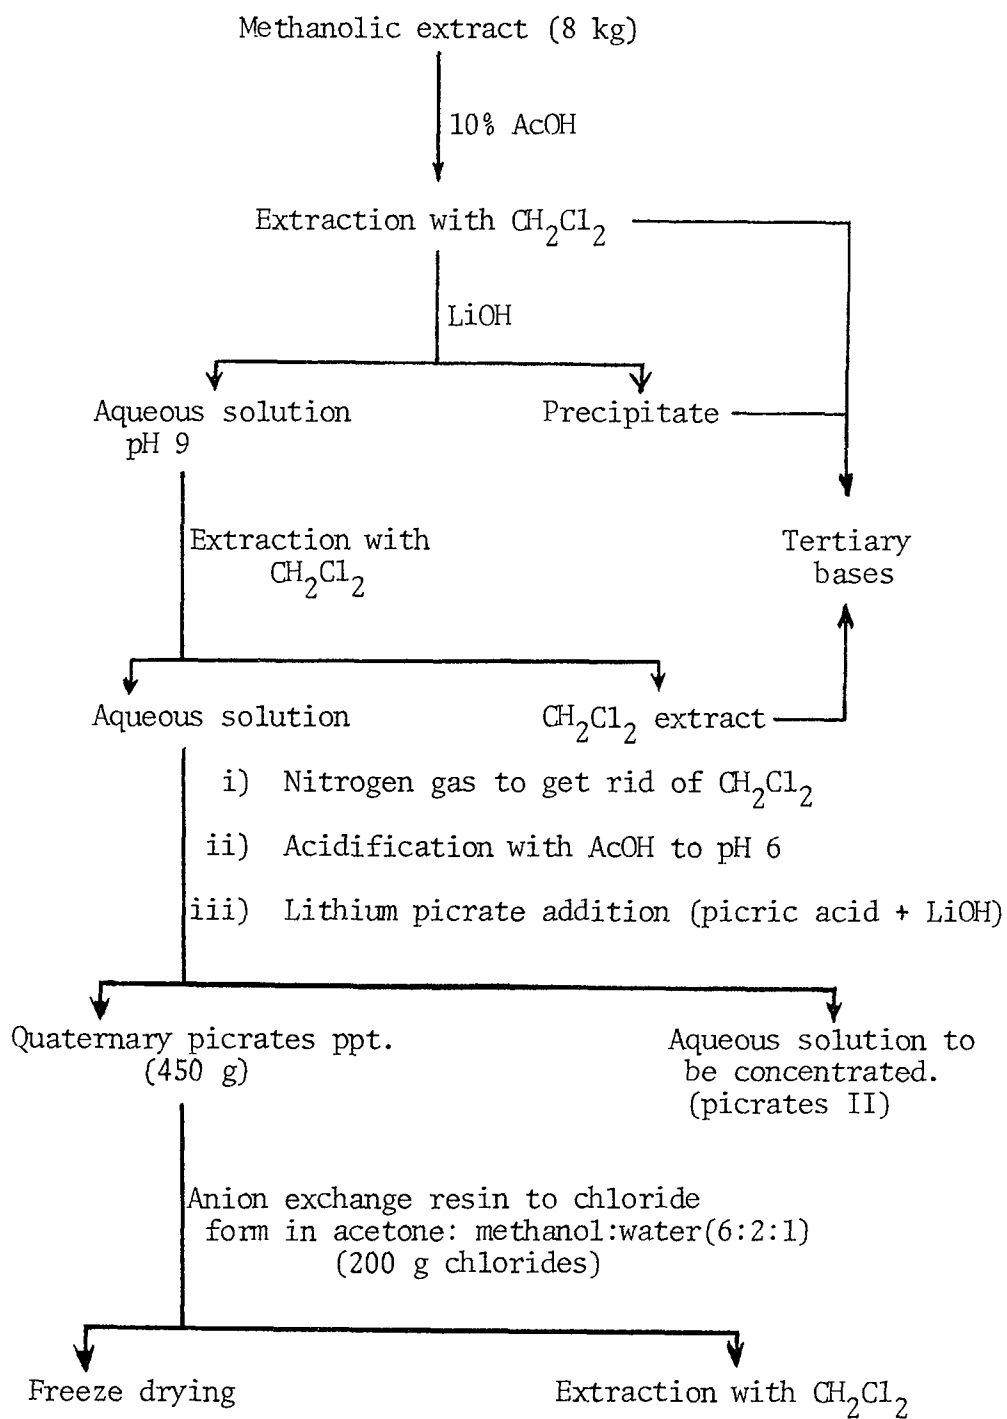 Methanolic extract (8 kg)
10% AcOH
Extraction with CH₂Cl₂
LiOH
Aqueous solution
pH 9
Precipitate
Extraction with
CH₂Cl₂
Tertiary
bases
Aqueous solution
CH₂Cl₂ extract
i) Nitrogen gas to get rid of CH₂Cl₂
ii) Acidification with AcOH to pH 6
iii) Lithium picrate addition (picric acid + LiOH)
Quaternary picrates ppt.
(450 g)
Aqueous solution to
be concentrated.
(picrates II)
Anion exchange resin to chloride
form in acetone: methanol:water(6:2:1)
(200 g chlorides)
Freeze drying
Extraction with CH₂Cl₂